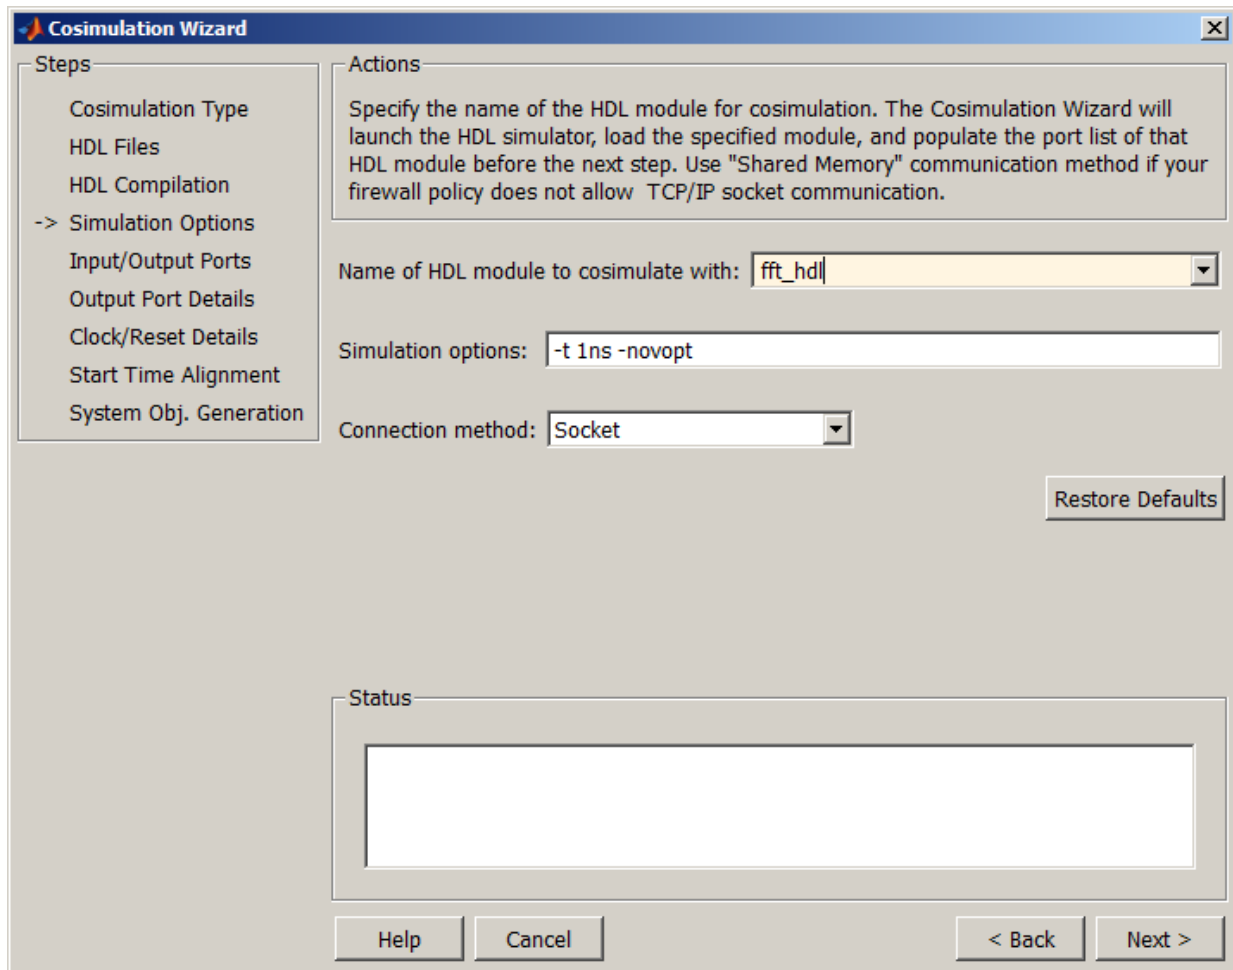 Cosimulation Wizard
Steps
Cosimulation Type
HDL Files
HDL Compilation
-> Simulation Options
Input/Output Ports
Output Port Details
Clock/Reset Details
Start Time Alignment
System Obj. Generation
Actions
Specify the name of the HDL module for cosimulation. The Cosimulation Wizard will
launch the HDL simulator, load the specified module, and populate the port list of that
HDL module before the next step. Use "Shared Memory" communication method if your
firewall policy does not allow  TCP/IP socket communication.
Name of HDL module to cosimulate with: fft_hdl
Simulation options: -t 1ns -novopt
Connection method: Socket
Restore Defaults
Status
Help Cancel < Back Next >